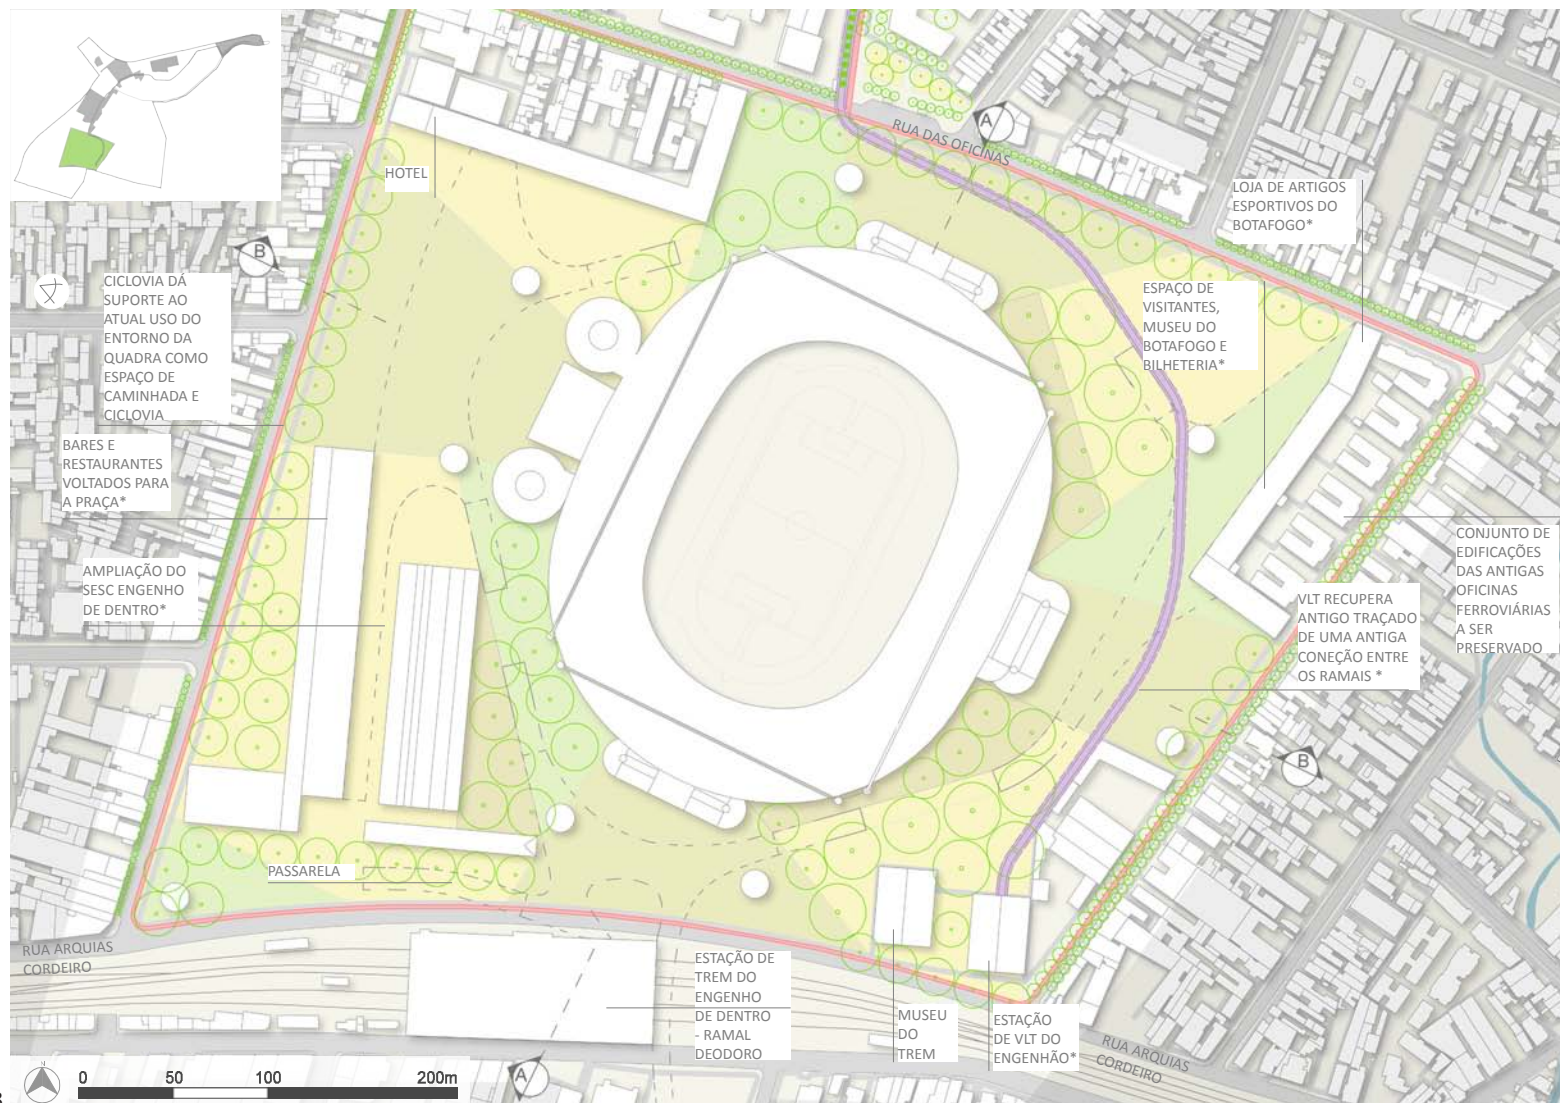 RUA DAS OFICINAS
A
HOTEL
LOJA DE ARTIGOS
ESPORTIVOS DO
BOTAFOGO*
B
CICLOVIA DÁ
SUPORTE AO
ATUAL USO DO
ENTORNO DA
QUADRA COMO
ESPAÇO DE
CAMINHADA E
CICLOVIA
ESPAÇO DE
VISITANTES,
MUSEU DO
BOTAFOGO E
BILHETERIA*
BARES E
RESTAURANTES
VOLTADOS PARA
A PRAÇA*
AMPLIAÇÃO DO
SESC ENGENHO
DE DENTRO*
CONJUNTO DE
EDIFICAÇÕES
DAS ANTIGAS
OFICINAS
FERROVIÁRIAS
A SER
PRESERVADO
VLT RECUPERA
ANTIGO TRAÇADO
DE UMA ANTIGA
CONEÇÃO ENTRE
OS RAMAIS *
B
PASSARELA
RUA ARQUIAS
CORDEIRO
ESTAÇÃO DE
TREM DO
ENGENHO
DE DENTRO
- RAMAL
DEODORO
MUSEU
DO
TREM
ESTAÇÃO
DE VLT DO
ENGENHÃO*
RUA ARQUIAS
CORDEIRO
A
N
0 50 100 200m